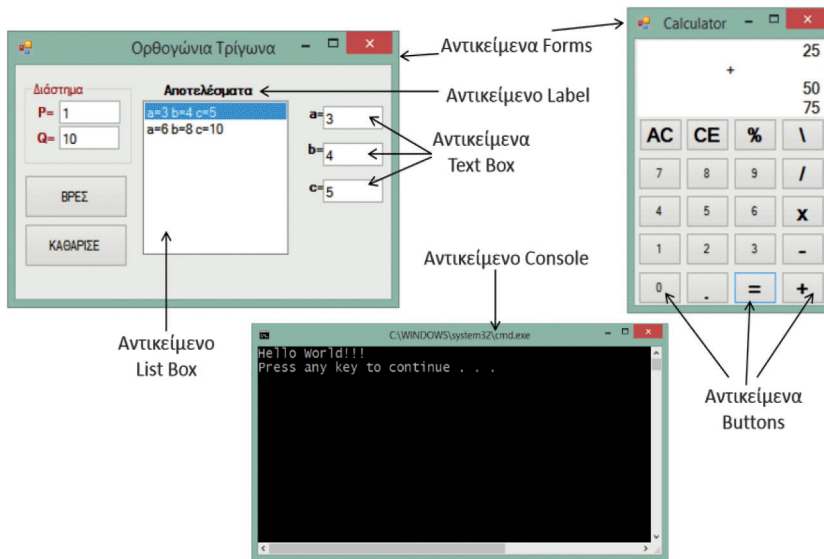 Ορθογώνια Τρίγωνα
Διάστημα
P= 1
Q= 10
ΒΡΕΣ
ΚΑΘΑΡΙΣΕ
Αποτελέσματα
a=3 b=4 c=5
a=6 b=8 c=10
a= 3
b= 4
c= 5
Αντικείμενα Forms
Αντικείμενο Label
Αντικείμενα
Text Box
Calculator
25
+
50
75
AC CE % \
7 8 9 /
4 5 6 x
1 2 3 -
0 . = +
Αντικείμενο Console
Αντικείμενο
List Box
C:\WINDOWS\system32\cmd.exe
Hello World!!!
Press any key to continue . . .
Αντικείμενα
Buttons